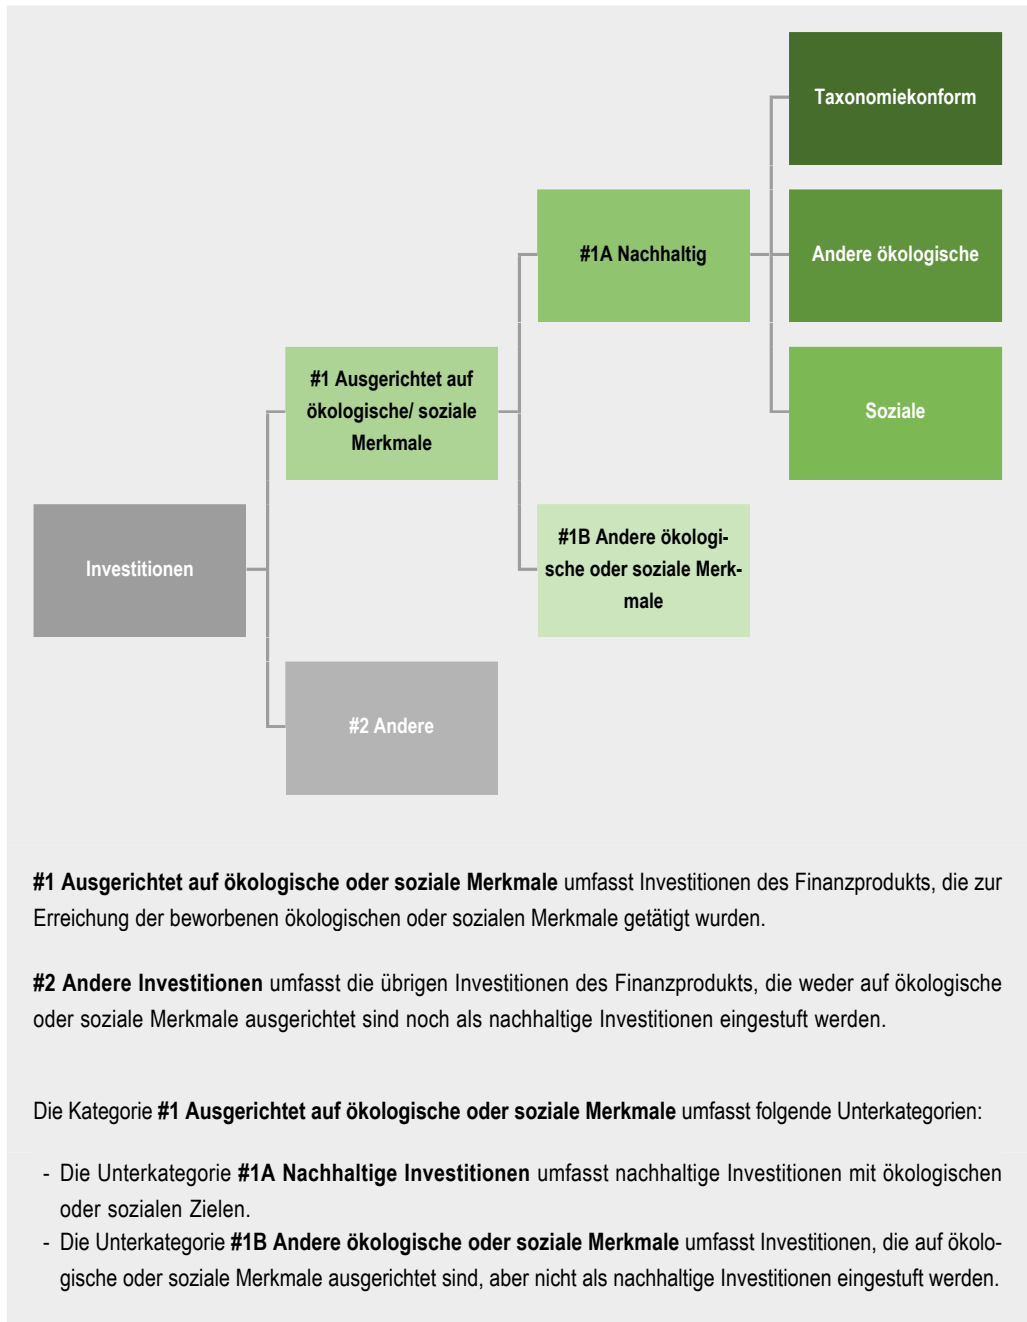 Taxonomiekonform
#1A Nachhaltig
Andere ökologische
#1 Ausgerichtet auf
ökologische/ soziale
Merkmale
Soziale
Investitionen
#1B Andere ökologi-
sche oder soziale Merk-
male
#2 Andere
#1 Ausgerichtet auf ökologische oder soziale Merkmale umfasst Investitionen des Finanzprodukts, die zur
Erreichung der beworbenen ökologischen oder sozialen Merkmale getätigt wurden.
#2 Andere Investitionen umfasst die übrigen Investitionen des Finanzprodukts, die weder auf ökologische
oder soziale Merkmale ausgerichtet sind noch als nachhaltige Investitionen eingestuft werden.
Die Kategorie #1 Ausgerichtet auf ökologische oder soziale Merkmale umfasst folgende Unterkategorien:
- Die Unterkategorie #1A Nachhaltige Investitionen umfasst nachhaltige Investitionen mit ökologischen
oder sozialen Zielen.
- Die Unterkategorie #1B Andere ökologische oder soziale Merkmale umfasst Investitionen, die auf ökolo-
gische oder soziale Merkmale ausgerichtet sind, aber nicht als nachhaltige Investitionen eingestuft werden.